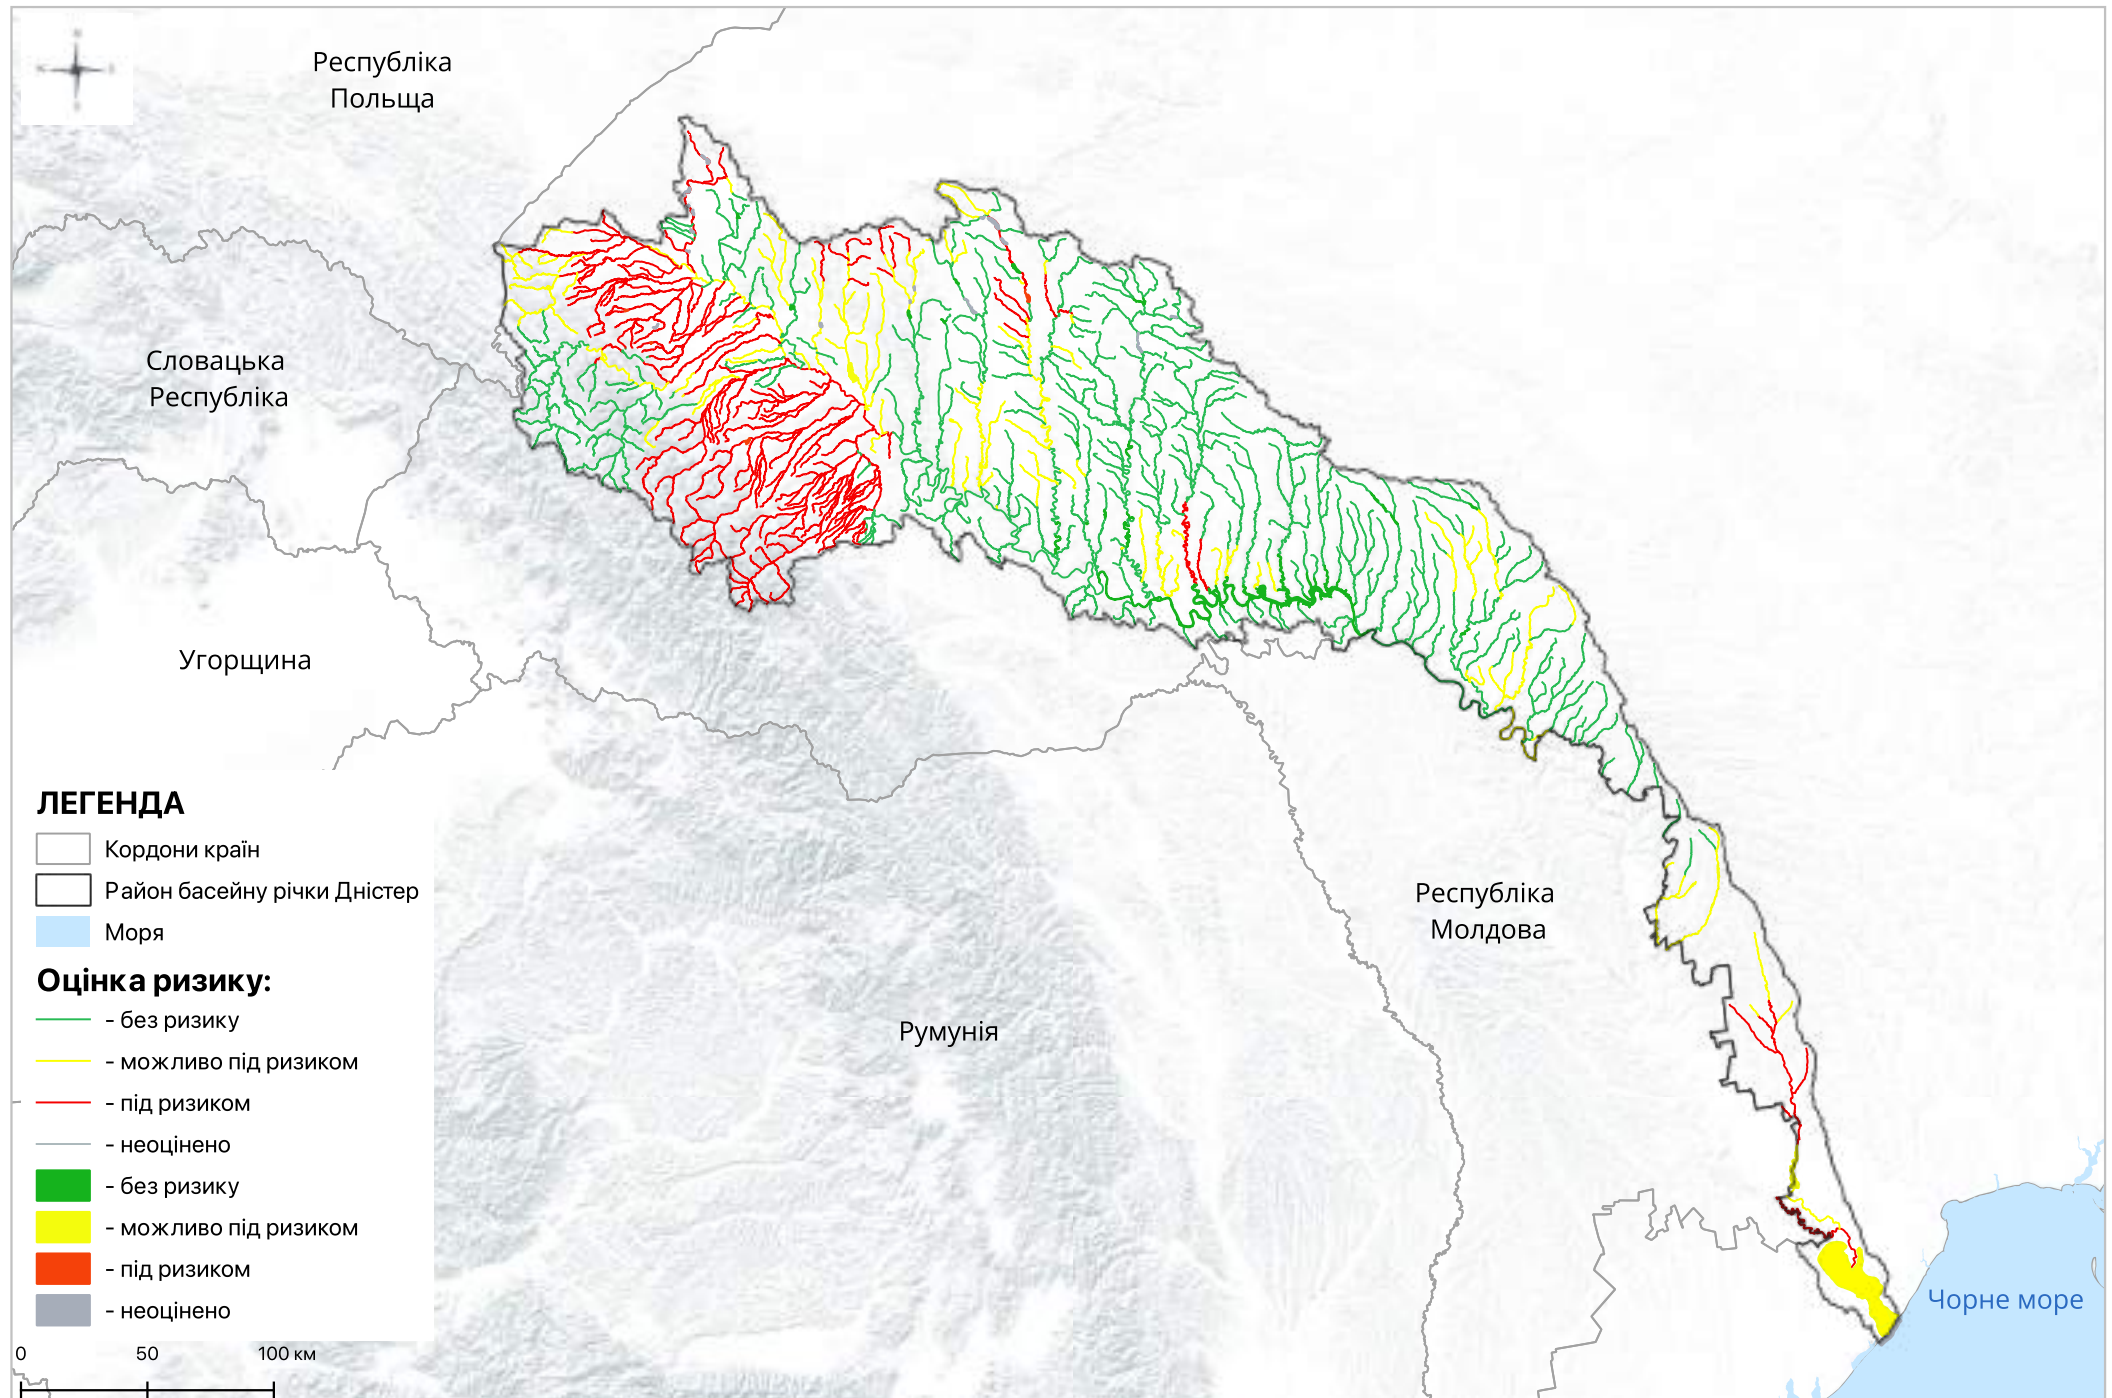 Республіка
Польща
Словацька
Республіка
Угорщина
Республіка
Молдова
Румунія
Чорне море
ЛЕГЕНДА
Кордони країн
Район басейну річки Дністер
Моря
Оцінка ризику:
- без ризику
- можливо під ризиком
- під ризиком
- неоцінено
- без ризику
- можливо під ризиком
- під ризиком
- неоцінено
0 50 100 км